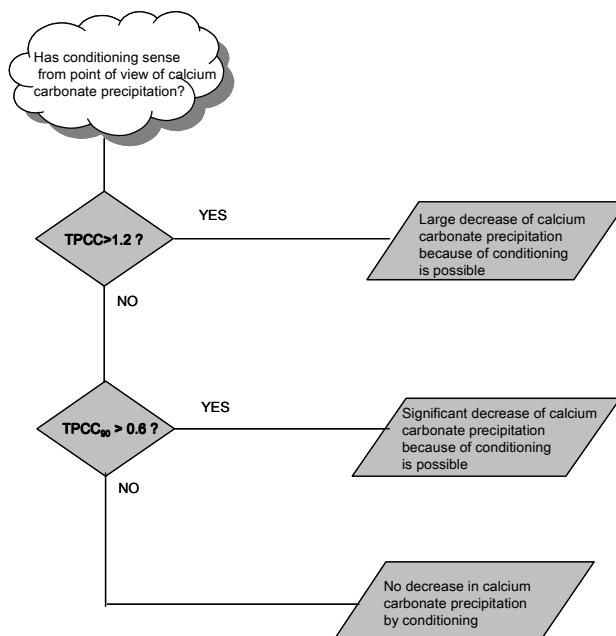 Has conditioning sense
from point of view of calcium
carbonate precipitation?
TPCC>1.2 ?
YES
Large decrease of calcium
carbonate precipitation
because of conditioning
is possible
NO
TPCC₉₀ > 0.6 ?
YES
Significant decrease of calcium
carbonate precipitation
because of conditioning
is possible
NO
No decrease in calcium
carbonate precipitation
by conditioning